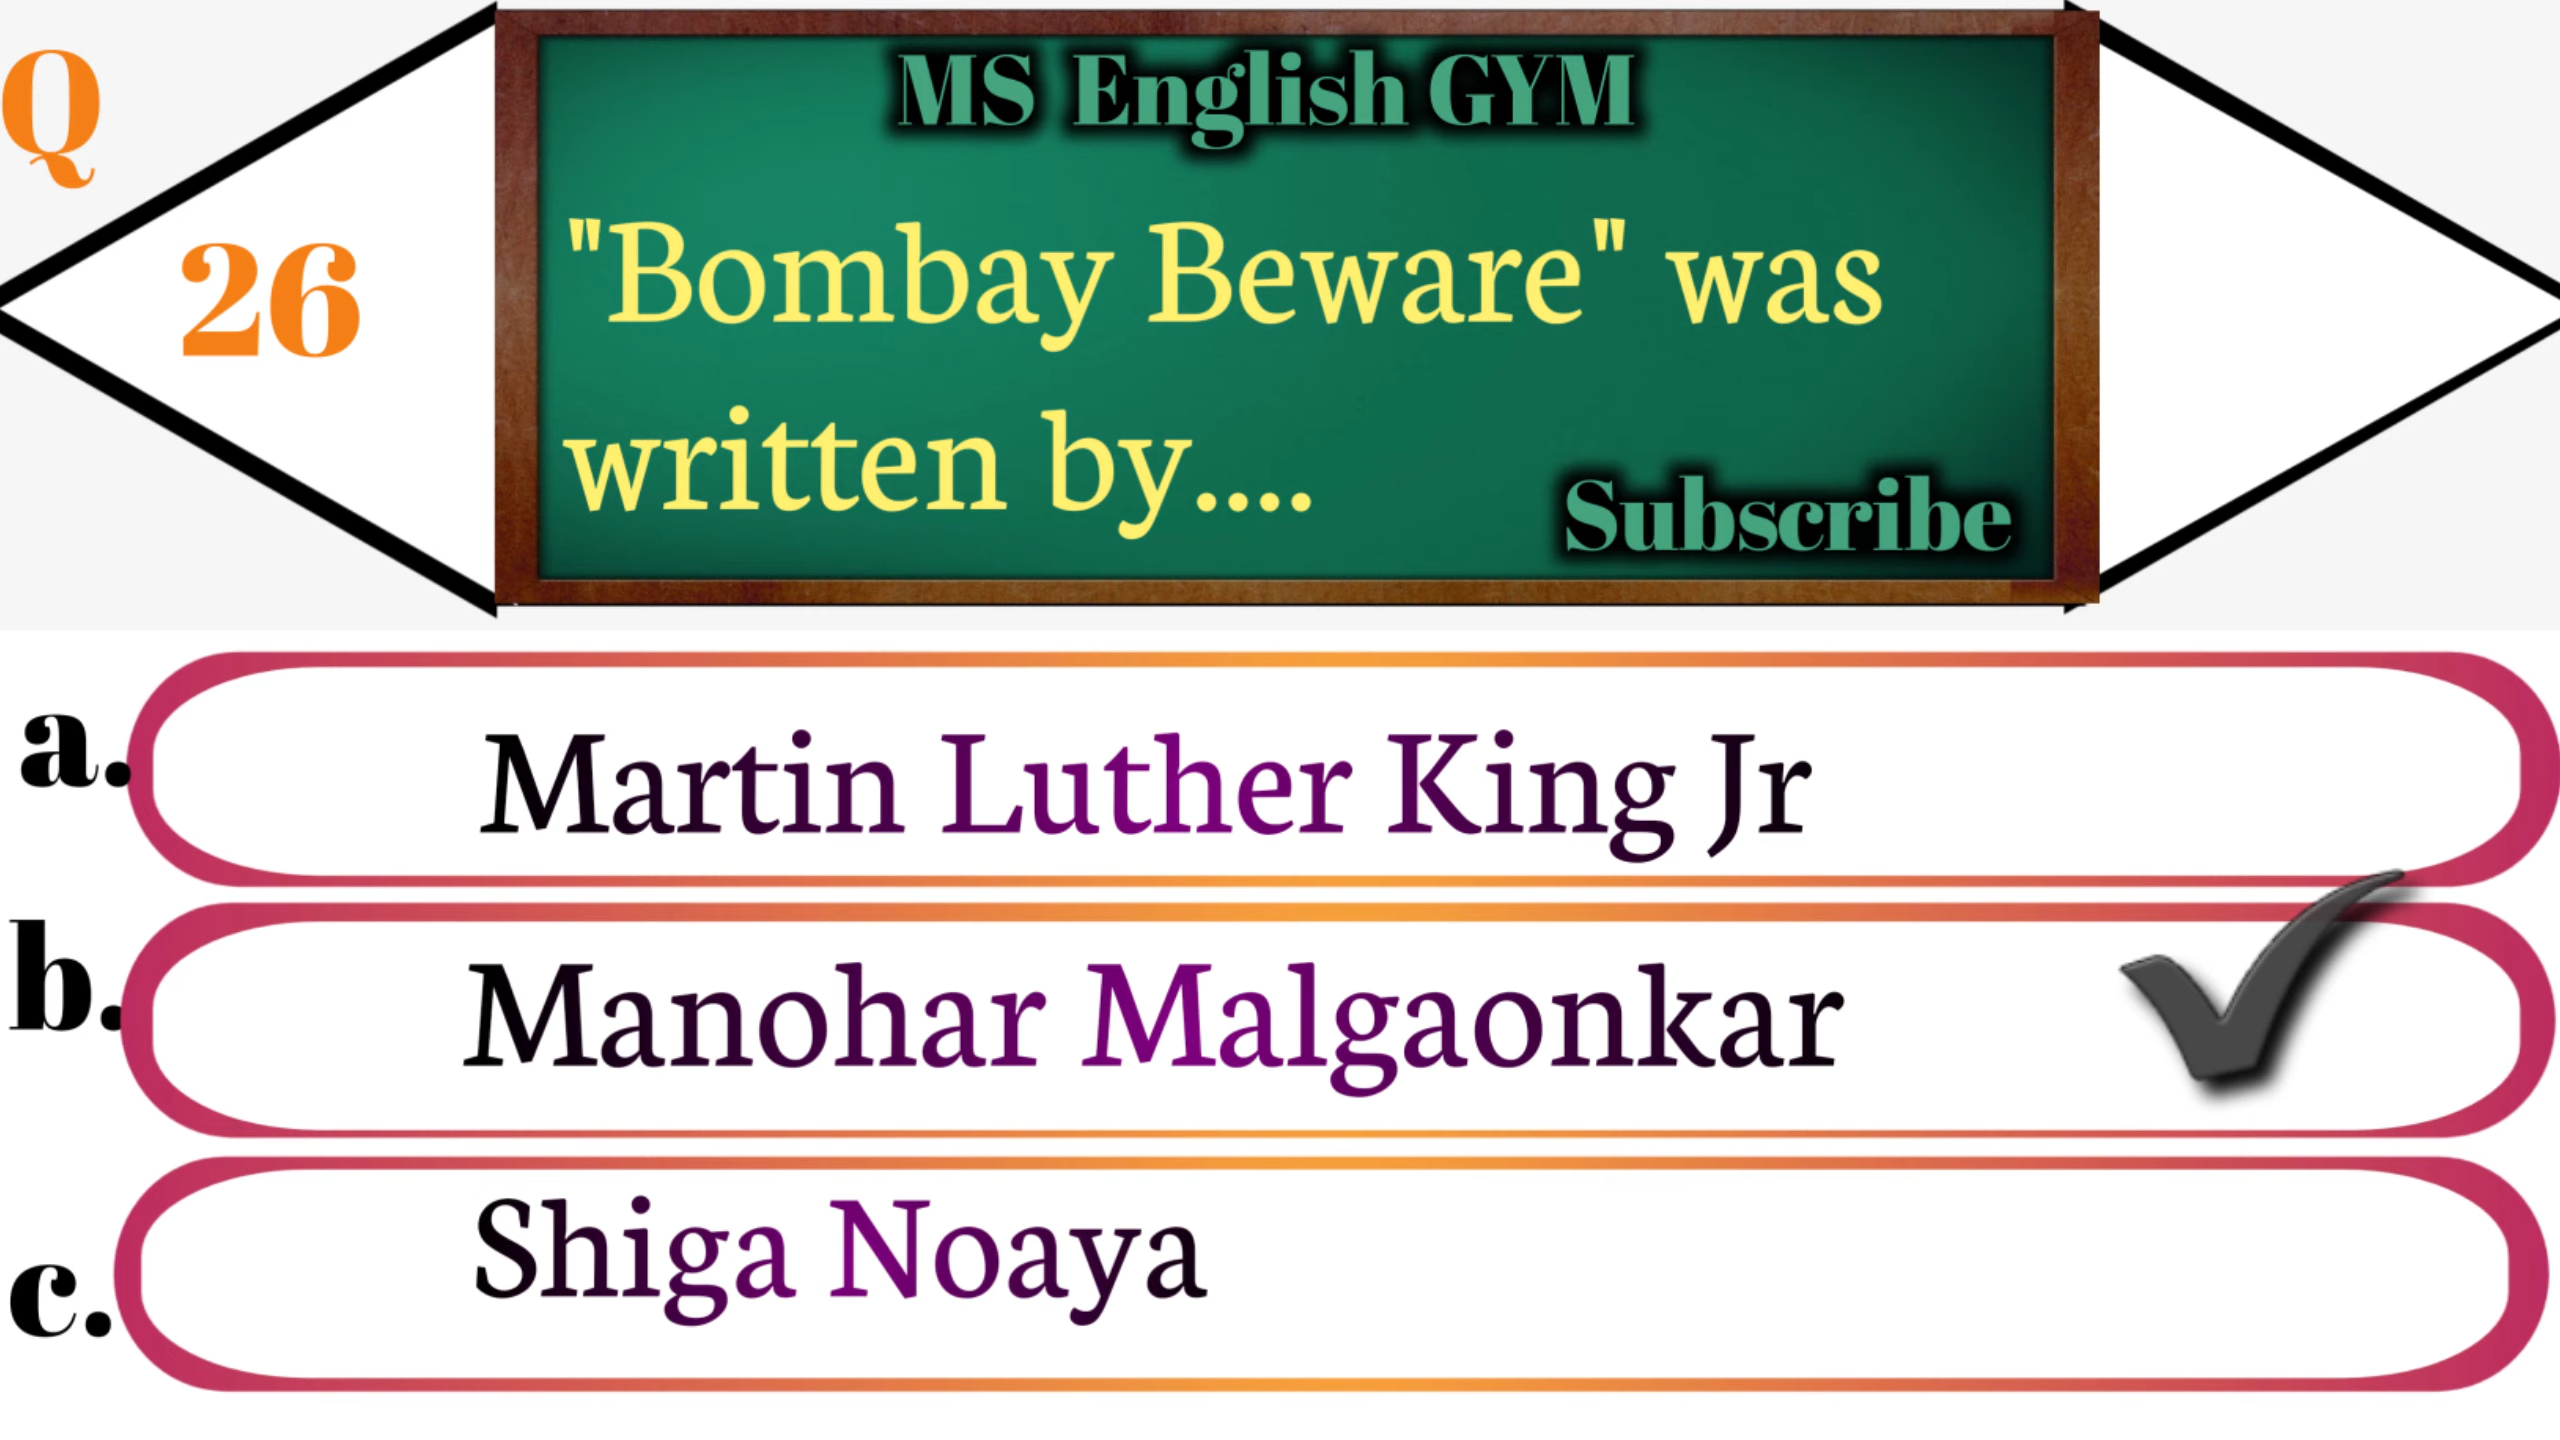 Q
26
MS English GYM
"Bombay Beware" was
written by....
Subscribe
a. Martin Luther King Jr
b. Manohar Malgaonkar
c. Shiga Noaya